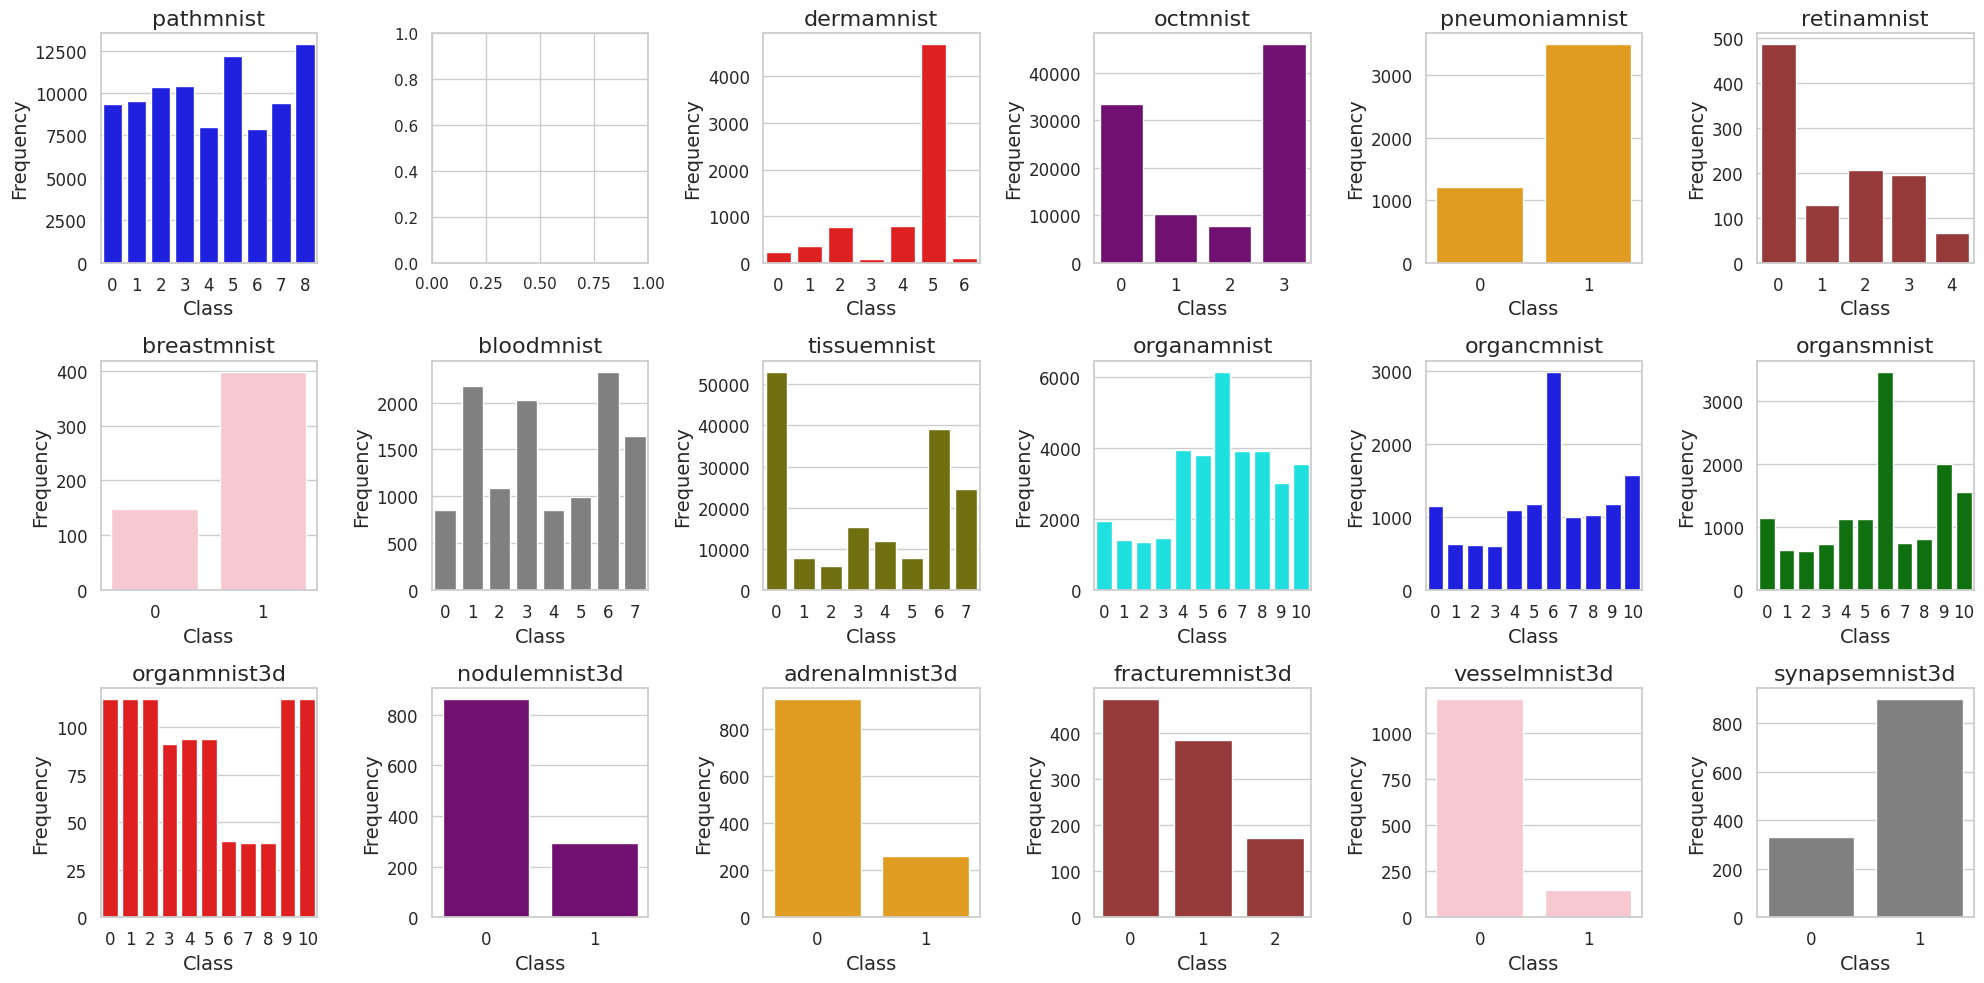 pathmnist
Frequency
12500
10000
7500
5000
2500
0
0 1 2 3 4 5 6 7 8
Class
1.0
0.8
0.6
0.4
0.2
0.0
0.00 0.25 0.50 0.75 1.00
dermamnist
Frequency
4000
3000
2000
1000
0
0 1 2 3 4 5 6
Class
octmnist
Frequency
40000
30000
20000
10000
0
0 1 2 3
Class
pneumoniamnist
Frequency
3000
2000
1000
0
0 1
Class
retinamnist
Frequency
500
400
300
200
100
0
0 1 2 3 4
Class
breastmnist
Frequency
400
300
200
100
0
0 1
Class
bloodmnist
Frequency
2000
1500
1000
500
0
0 1 2 3 4 5 6 7
Class
tissuemnist
Frequency
50000
40000
30000
20000
10000
0
0 1 2 3 4 5 6 7
Class
organamnist
Frequency
6000
4000
2000
0
0 1 2 3 4 5 6 7 8 9 10
Class
organcmnist
Frequency
3000
2000
1000
0
0 1 2 3 4 5 6 7 8 9 10
Class
organsmnist
Frequency
3000
2000
1000
0
0 1 2 3 4 5 6 7 8 9 10
Class
organmnist3d
Frequency
100
75
50
25
0
0 1 2 3 4 5 6 7 8 9 10
Class
nodulemnist3d
Frequency
800
600
400
200
0
0 1
Class
adrenalmnist3d
Frequency
800
600
400
200
0
0 1
Class
fracturemnist3d
Frequency
400
300
200
100
0
0 1 2
Class
vesselmnist3d
Frequency
1000
750
500
250
0
0 1
Class
synapsemnist3d
Frequency
800
600
400
200
0
0 1
Class